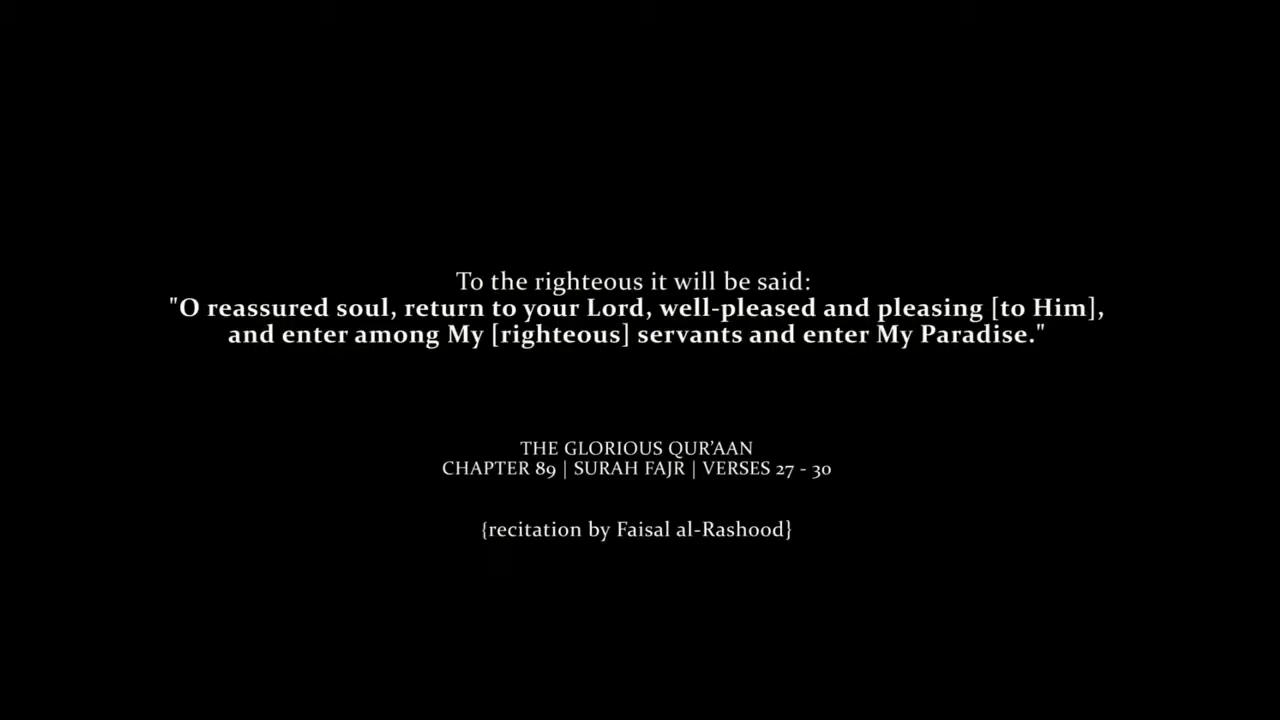 To the righteous it will be said:
"O reassured soul, return to your Lord, well-pleased and pleasing [to Him],
and enter among My [righteous] servants and enter My Paradise."
THE GLORIOUS QUR’AAN
CHAPTER 89 | SURAH FAJR | VERSES 27 - 30
{recitation by Faisal al-Rashood}